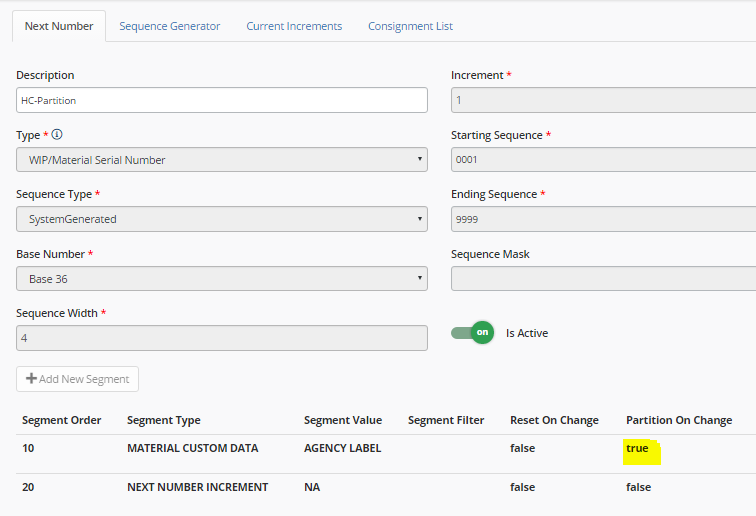 Next Number Sequence Generator Current Increments Consignment List
Description Increment *
HC-Partition 1
Type * Starting Sequence *
WIP/Material Serial Number 0001
Sequence Type * Ending Sequence *
SystemGenerated 9999
Base Number * Sequence Mask
Base 36
Sequence Width *
4 on Is Active
+ Add New Segment
Segment Order Segment Type Segment Value Segment Filter Reset On Change Partition On Change
10 MATERIAL CUSTOM DATA AGENCY LABEL false true
20 NEXT NUMBER INCREMENT NA false false